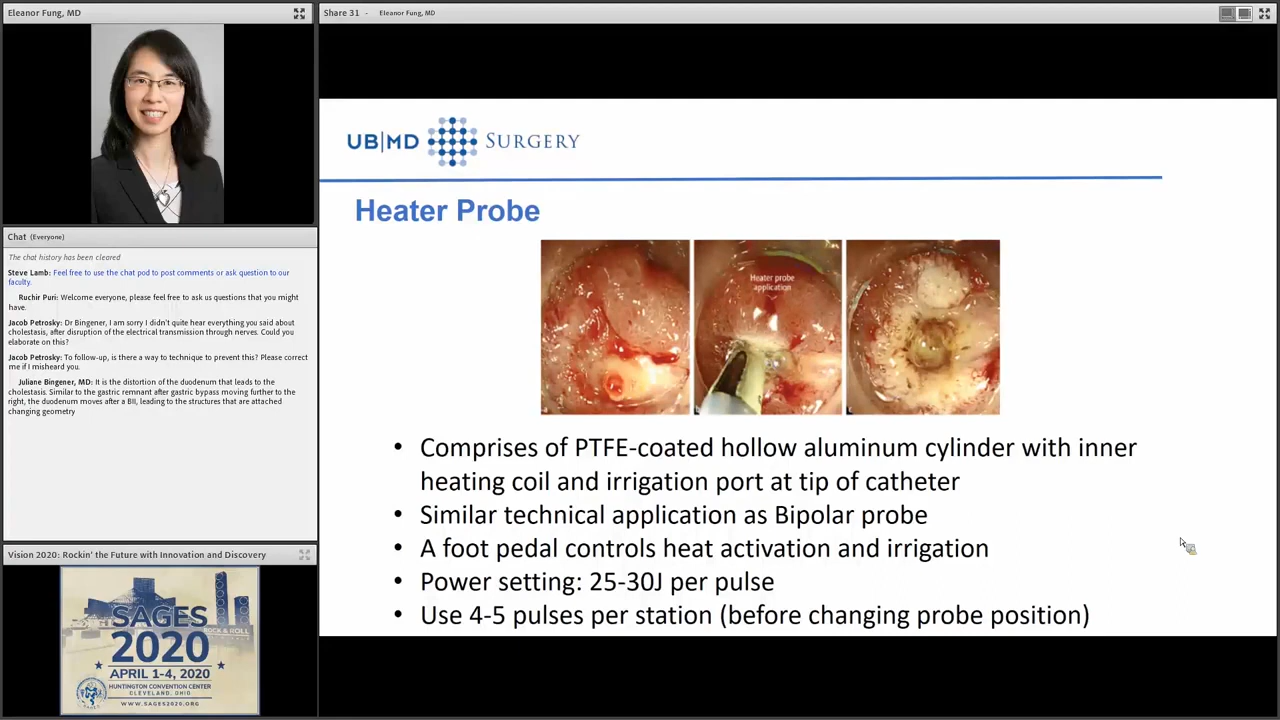 Eleanor Fung, MD
Share 31 - Eleanor Fung, MD
Chat (Everyone)
The chat history has been cleared
Steve Lamb: Feel free to use the chat pod to post comments or ask question to our
faculty.
Ruchir Puri: Welcome everyone, please feel free to ask us questions that you might
have.
Jacob Petrosky: Dr Bingener, I am sorry I didn't quite hear everything you said about
cholestasis, after disruption of the electrical transmission through nerves. Could you
elaborate on this?
Jacob Petrosky: To follow-up, is there a way to technique to prevent this? Please correct
me if I misheard you.
Juliane Bingener, MD: It is the distortion of the duodenum that leads to the
cholestasis. Similar to the gastric remnant after gastric bypass moving further to the
right, the duodenum moves after a BII, leading to the structures that are attached
changing geometry
Vision 2020: Rockin' the Future with Innovation and Discovery
SAGES
ROCK & ROLL
2020
APRIL 1-4, 2020
HUNTINGTON CONVENTION CENTER
CLEVELAND, OHIO
WWW.SAGES2020.ORG
UB|MD SURGERY
Heater Probe
Heater probe
application
• Comprises of PTFE-coated hollow aluminum cylinder with inner
heating coil and irrigation port at tip of catheter
• Similar technical application as Bipolar probe
• A foot pedal controls heat activation and irrigation
• Power setting: 25-30J per pulse
• Use 4-5 pulses per station (before changing probe position)